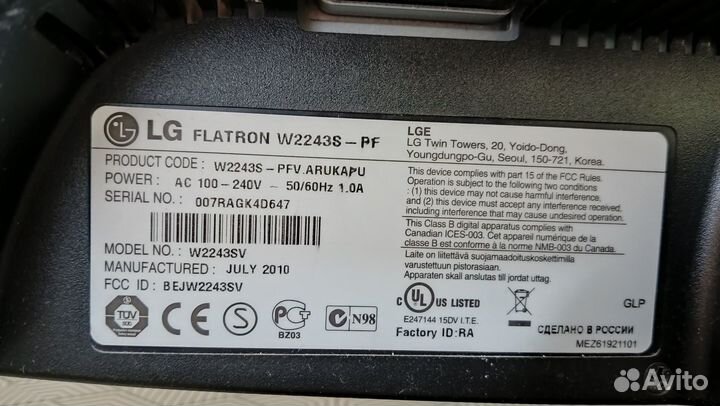 LG FLATRON W2243S-PF
PRODUCT CODE : W2243S-PFV.ARUKAPU
POWER : AC 100-240V ~ 50/60Hz 1.0A
SERIAL NO. : 007RAGK4D647
MODEL NO. : W2243SV
MANUFACTURED : JULY 2010
FCC ID : BEJW2243SV
TÜV
BZ03
N98
LGE
LG Twin Towers, 20, Yoido-Dong,
Youngdungpo-Gu, Seoul, 150-721, Korea.
This device complies with part 15 of the FCC Rules.
Operation is subject to the following two conditions
: (1) this device may not cause harmful interference,
and (2) this device must accept any interference received,
including interference that may cause undesired operation.
This Class B digital apparatus complies with
Canadian ICES-003. Cet appareil numérique de la
classe B est conforme à la norme NMB-003 du Canada.
Laite on liitettävä suojamaadoituskoskettimilla
varustettuun pistorasiaan.
Apparaten skall anslutas till jordat uttag.
c UL US LISTED
E247144 15DV I.T.E.
Factory ID:RA
GLP
СДЕЛАНО В РОССИИ
MEZ61921101
Avito